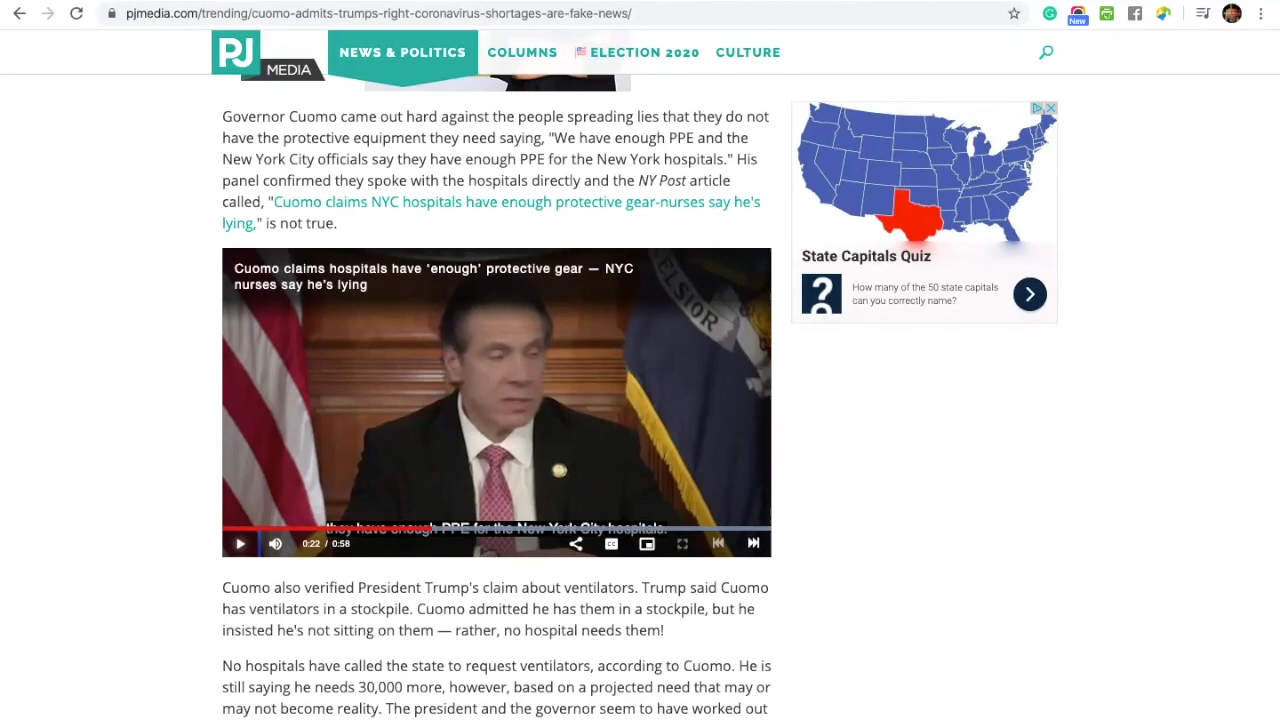 pjmedia.com/trending/cuomo-admits-trumps-right-coronavirus-shortages-are-fake-news/
New
PJ
MEDIA
NEWS & POLITICS COLUMNS ELECTION 2020 CULTURE
Governor Cuomo came out hard against the people spreading lies that they do not
have the protective equipment they need saying, "We have enough PPE and the
New York City officials say they have enough PPE for the New York hospitals." His
panel confirmed they spoke with the hospitals directly and the NY Post article
called, "Cuomo claims NYC hospitals have enough protective gear-nurses say he's
lying," is not true.
Cuomo claims hospitals have ‘enough’ protective gear — NYC
nurses say he’s lying
ELSIOR
they have enough PPE for the New York City hospitals.
0:22 / 0:58
CC
State Capitals Quiz
How many of the 50 state capitals
can you correctly name?
Cuomo also verified President Trump's claim about ventilators. Trump said Cuomo
has ventilators in a stockpile. Cuomo admitted he has them in a stockpile, but he
insisted he's not sitting on them — rather, no hospital needs them!
No hospitals have called the state to request ventilators, according to Cuomo. He is
still saying he needs 30,000 more, however, based on a projected need that may or
may not become reality. The president and the governor seem to have worked out